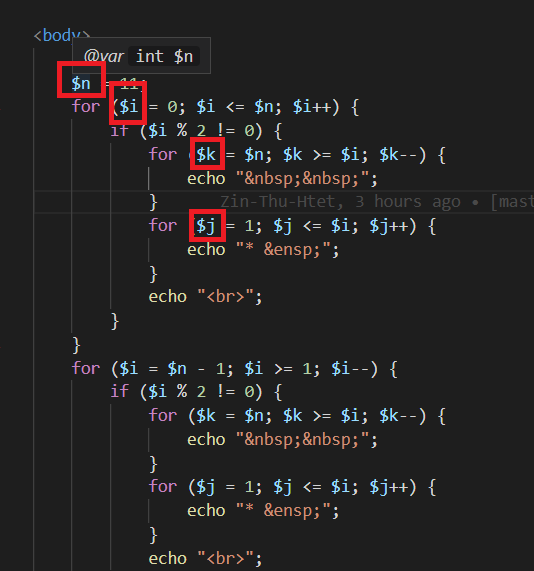 <body>
@var int $n
$n = 11;
for ($i = 0; $i <= $n; $i++) {
if ($i % 2 != 0) {
for ($k = $n; $k >= $i; $k--) {
echo "&nbsp;&nbsp;";
} Zin-Thu-Htet, 3 hours ago • [mast
for ($j = 1; $j <= $i; $j++) {
echo "* &ensp;";
}
echo "<br>";
}
}
for ($i = $n - 1; $i >= 1; $i--) {
if ($i % 2 != 0) {
for ($k = $n; $k >= $i; $k--) {
echo "&nbsp;&nbsp;";
}
for ($j = 1; $j <= $i; $j++) {
echo "* &ensp;";
}
echo "<br>";